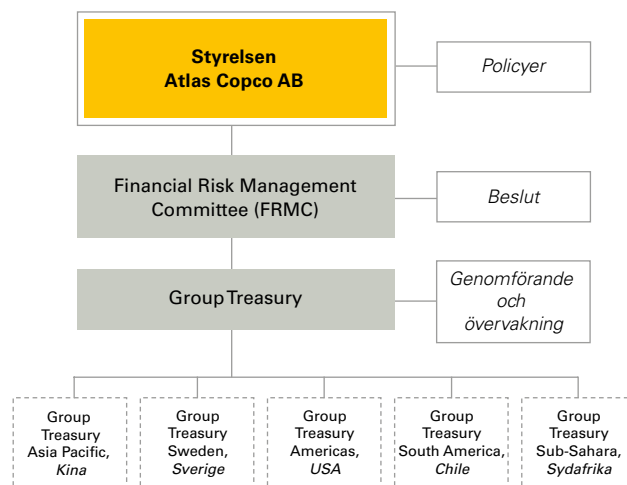 Styrelsen
Atlas Copco AB
Policyer
Financial Risk Management
Committee (FRMC)
Beslut
Group Treasury
Genomförande
och
övervakning
Group
Treasury
Asia Pacific,
Kina
Group
Treasury
Sweden,
Sverige
Group
Treasury
Americas,
USA
Group
Treasury
South America,
Chile
Group
Treasury
Sub-Sahara,
Sydafrika